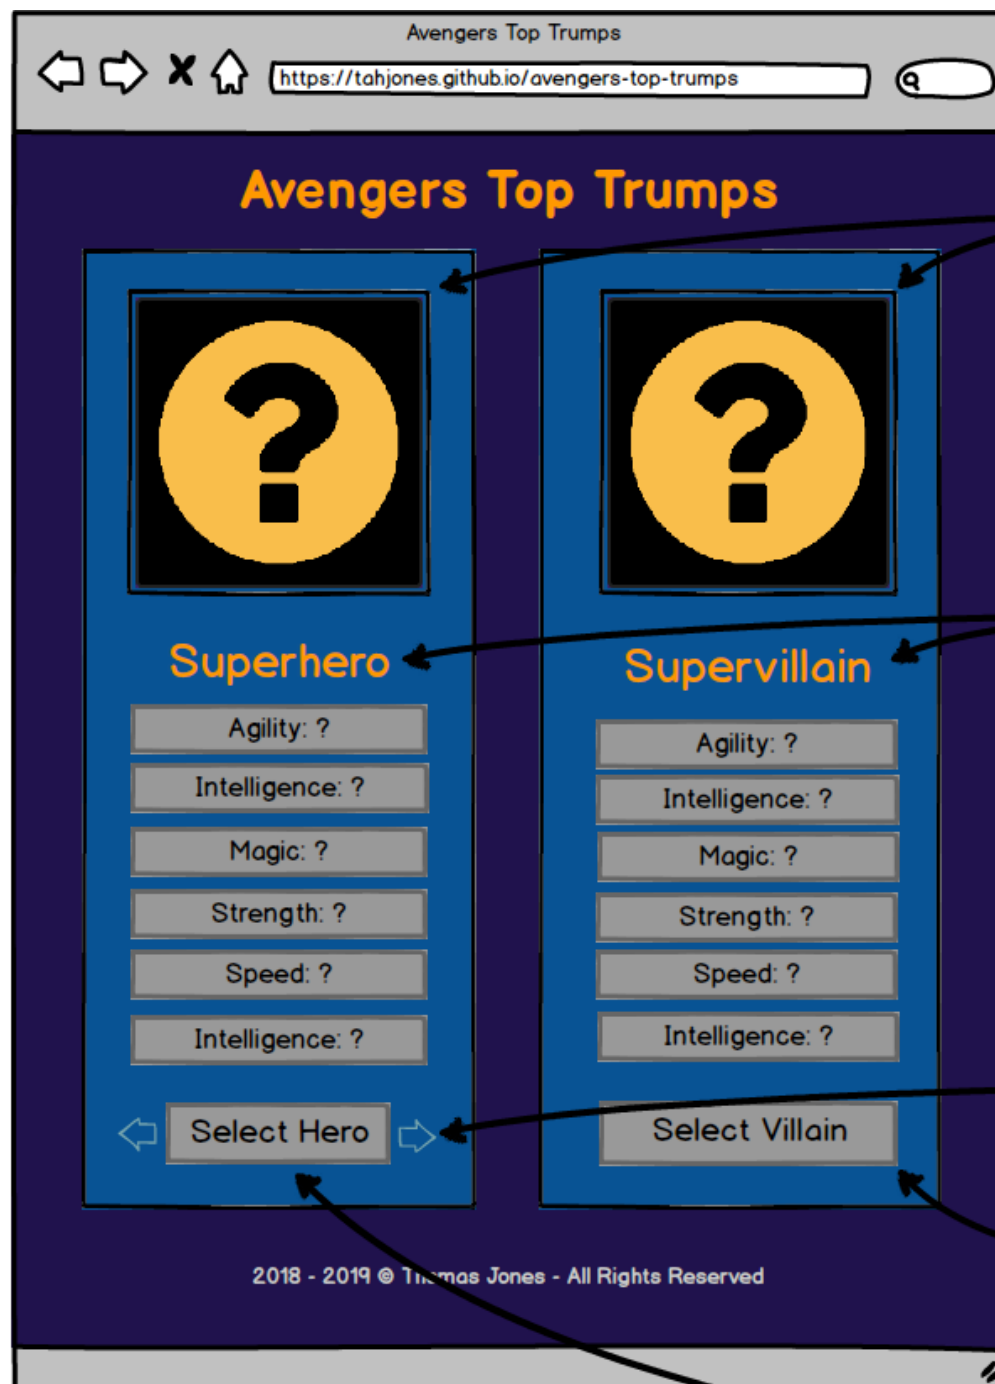 Avengers Top Trumps
https://tahjones.github.io/avengers-top-trumps
Avengers Top Trumps
?
?
Superhero
Agility: ?
Intelligence: ?
Magic: ?
Strength: ?
Speed: ?
Intelligence: ?
Select Hero
Supervillain
Agility: ?
Intelligence: ?
Magic: ?
Strength: ?
Speed: ?
Intelligence: ?
Select Villain
2018 - 2019 © Thomas Jones - All Rights Reserved